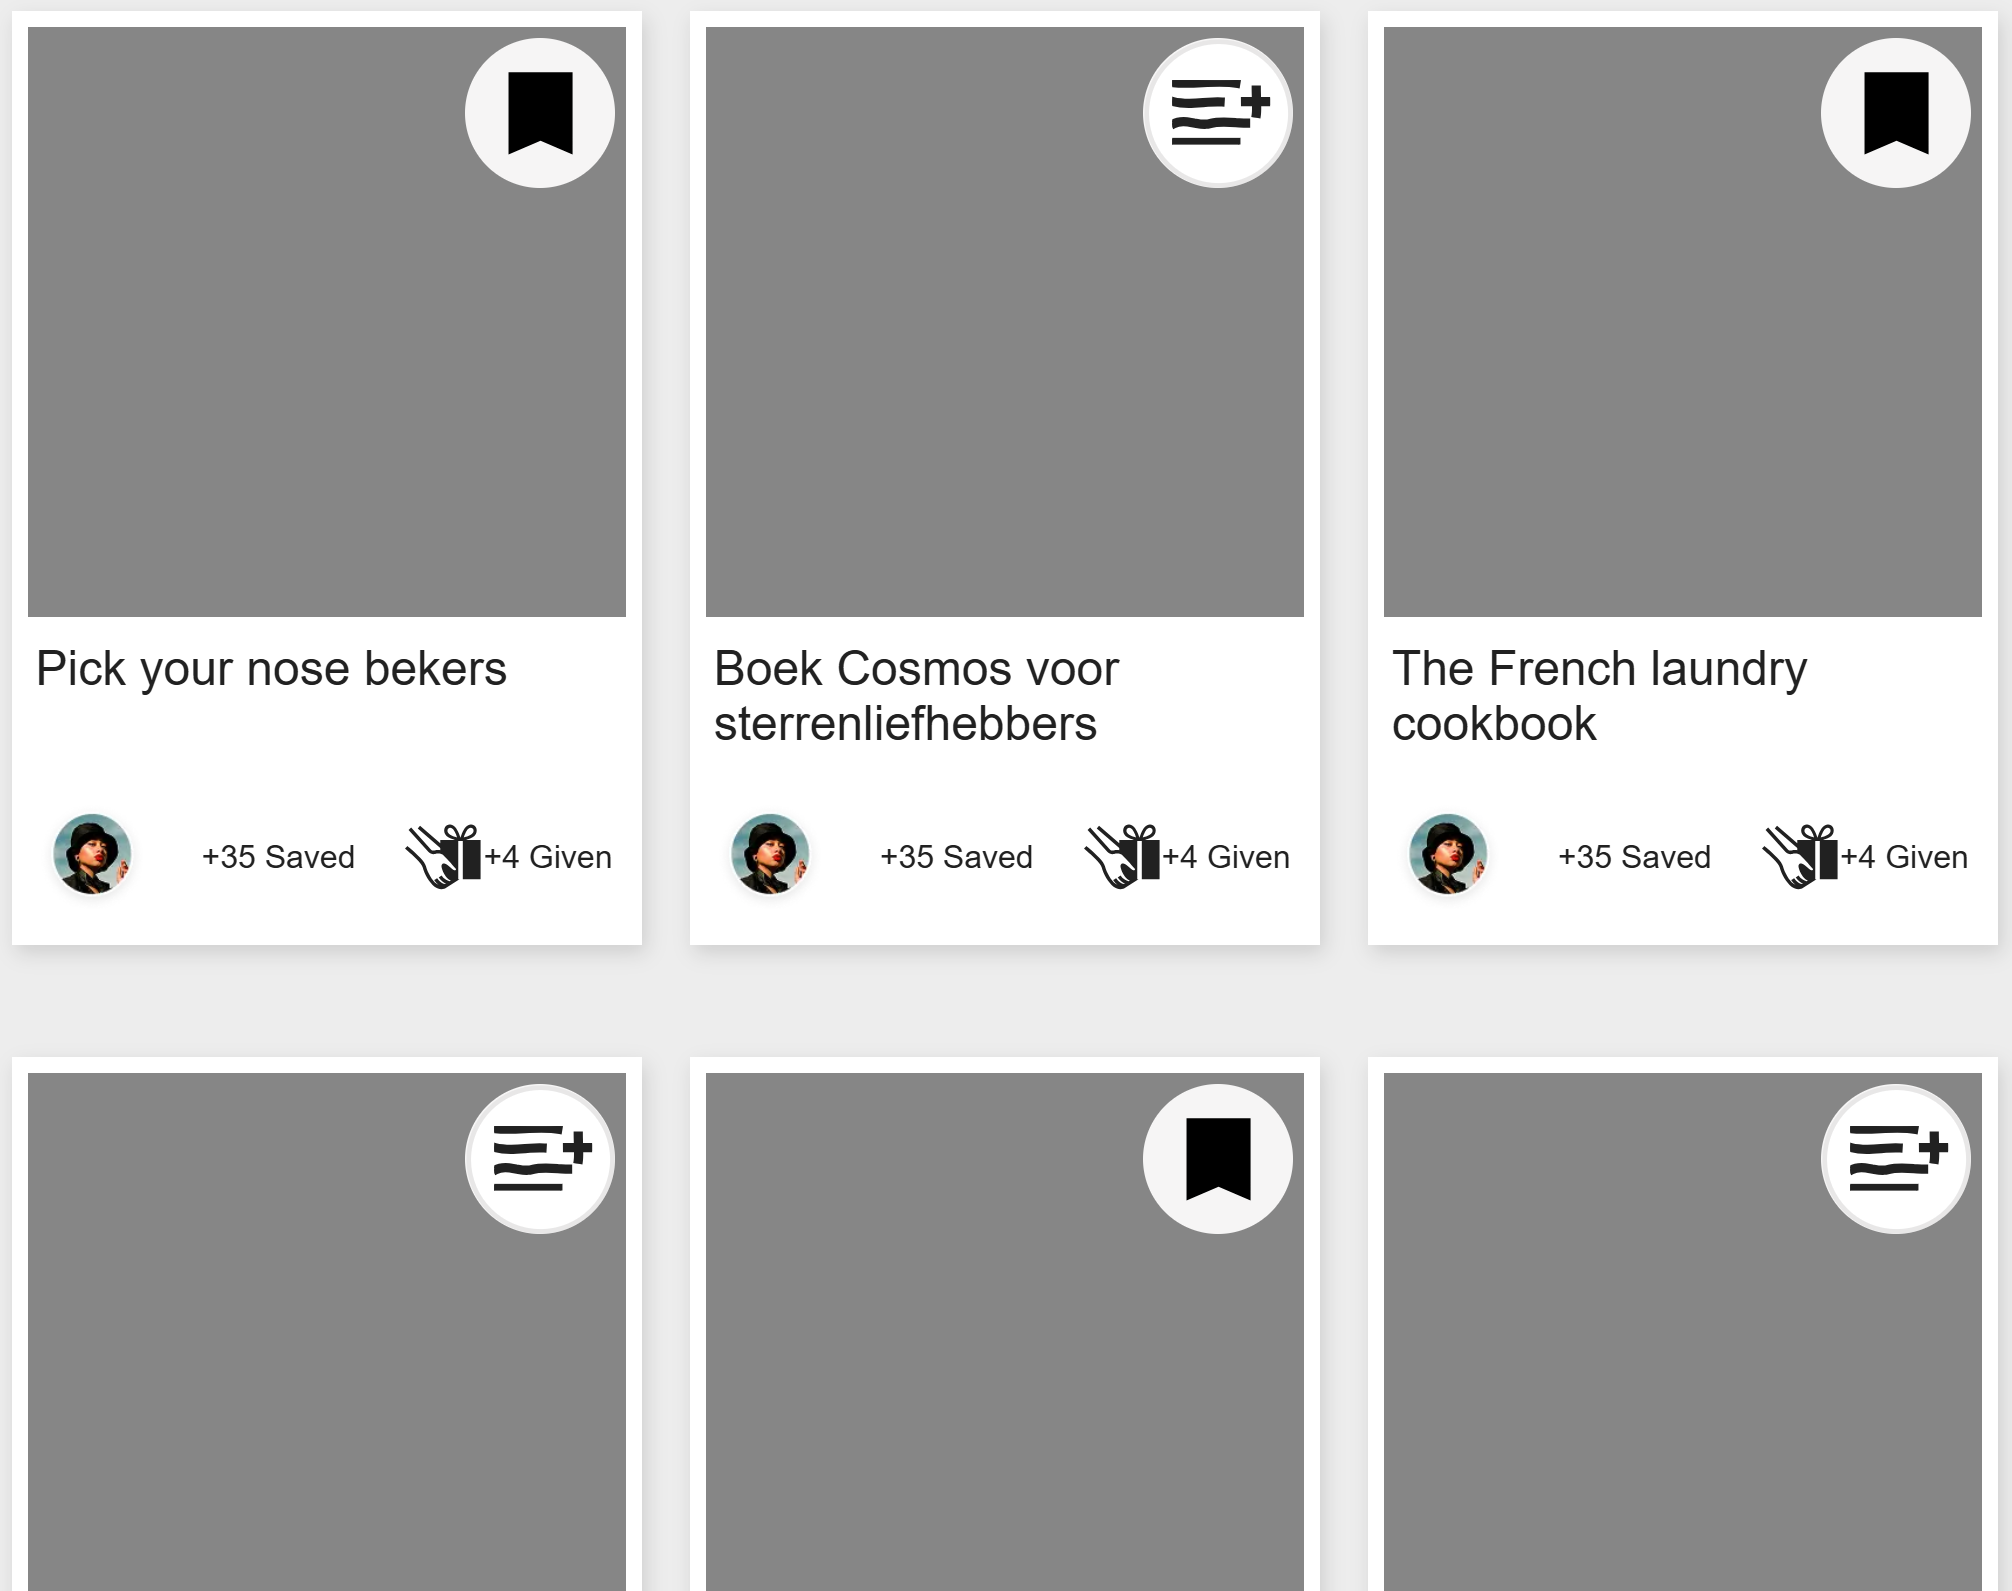 Pick your nose bekers
Boek Cosmos voor
sterrenliefhebbers
The French laundry
cookbook
+35 Saved
+4 Given
+35 Saved
+4 Given
+35 Saved
+4 Given